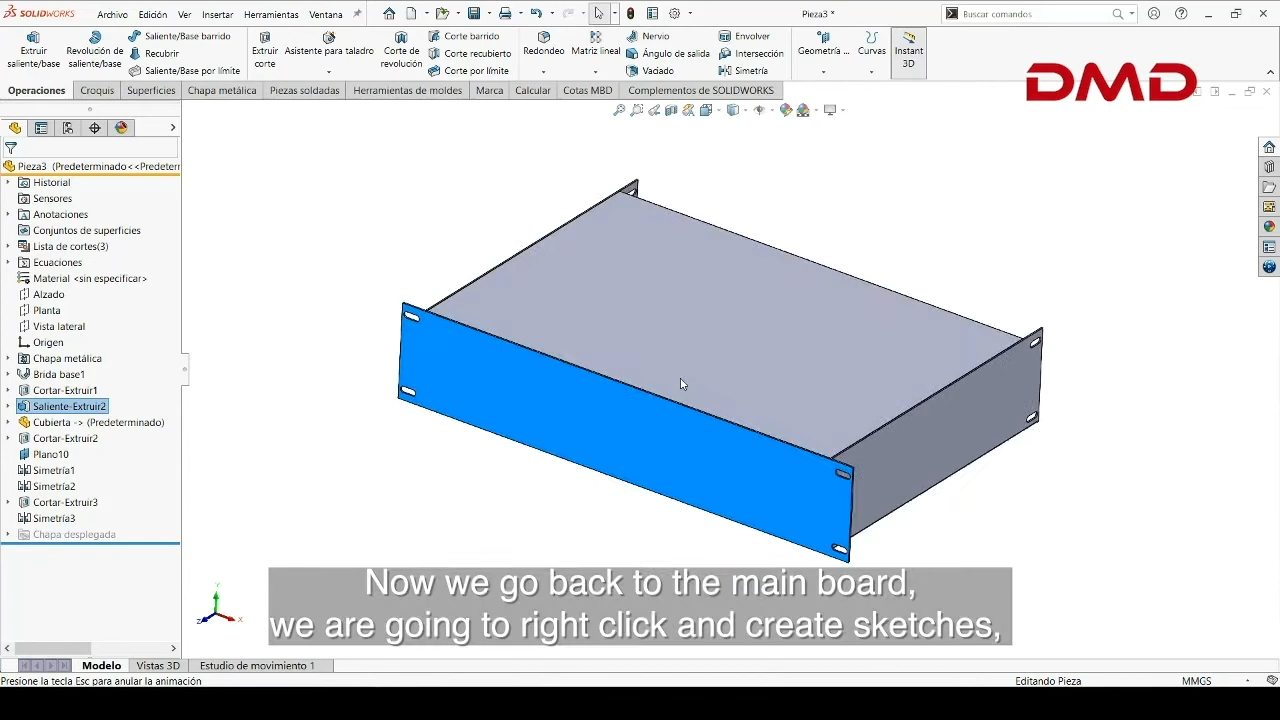 SOLIDWORKS
Archivo Edición Ver Insertar Herramientas Ventana
Pieza3 *
Buscar comandos
Extruir saliente/base
Revolución de saliente/base
Saliente/Base barrido
Recubrir
Saliente/Base por límite
Extruir corte
Asistente para taladro
Corte de revolución
Corte barrido
Corte recubierto
Corte por límite
Redondeo
Matriz lineal
Nervio
Ángulo de salida
Vaciado
Envolver
Intersección
Simetría
Geometría ...
Curvas
Instant 3D
DMD
Operaciones Croquis Superficies Chapa metálica Piezas soldadas Herramientas de Marca Calcular Cotas MBD Complementos de SOLIDWORKS
Pieza3 (Predeterminado<<Predeterr
Historial
Sensores
Anotaciones
Conjuntos de superficies
Lista de cortes(3)
Ecuaciones
Material <sin especificar>
Alzado
Planta
Vista lateral
Origen
Chapa metálica
Brida base1
Cortar-Extruir1
Saliente-Extruir2
Cubierta -> (Predeterminado)
Cortar-Extruir2
Plano10
Simetría1
Simetría2
Cortar-Extruir3
Simetría3
Chapa desplegada
Y
X
Z
Now we go back to the main board,
we are going to right click and create sketches,
Modelo Vistas 3D Estudio de movimiento 1
Presione la tecla Esc para anular la animación
Editando Pieza
MMGS